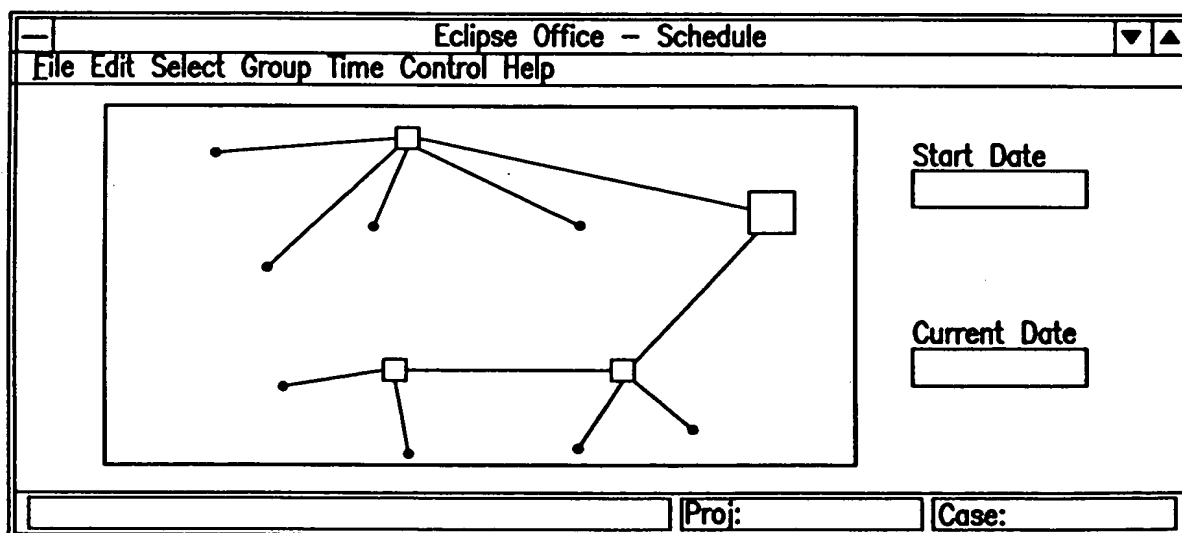 Eclipse Office – Schedule
File Edit Select Group Time Control Help
Start Date
Current Date
Proj: Case: